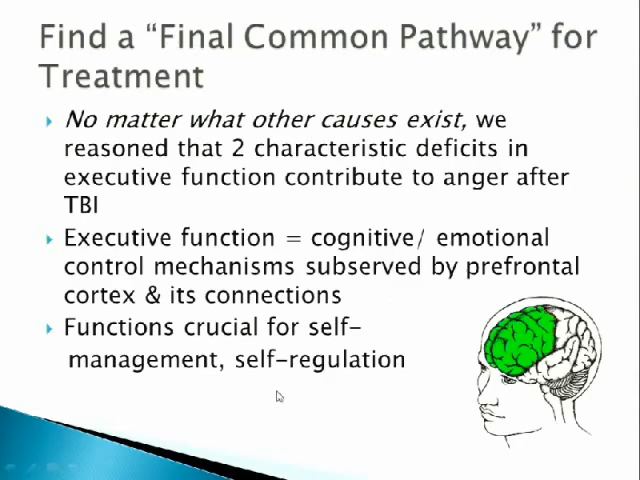 Find a “Final Common Pathway” for
Treatment
No matter what other causes exist, we
reasoned that 2 characteristic deficits in
executive function contribute to anger after
TBI
Executive function = cognitive/ emotional
control mechanisms subserved by prefrontal
cortex & its connections
Functions crucial for self-
management, self-regulation